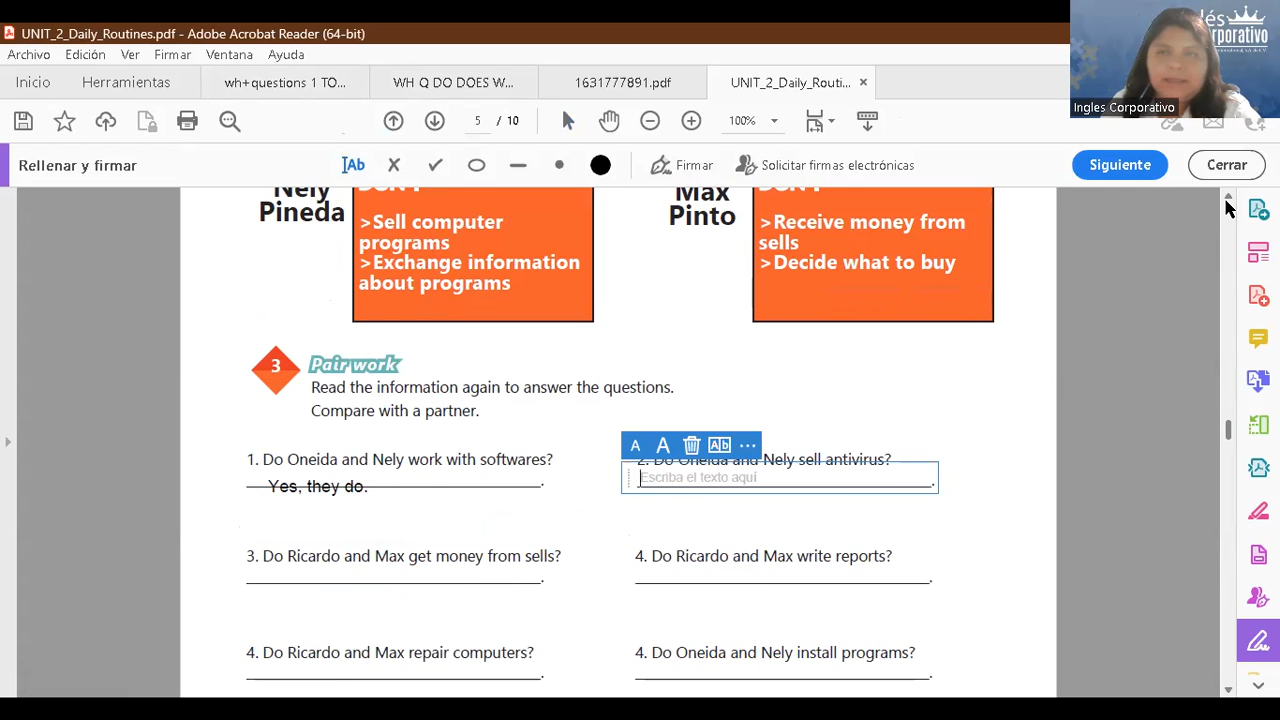 UNIT_2_Daily_Routines.pdf - Adobe Acrobat Reader (64-bit)
Archivo Edición Ver Firmar Ventana Ayuda
Inicio Herramientas wh+questions 1 TO... WH Q DO DOES W... 1631777891.pdf UNIT_2_Daily_Routi... ×
5 / 10 100%
Rellenar y firmar Ab Firmar Solicitar firmas electrónicas Siguiente Cerrar
és
orporativo
Ingles Corporativo
Nely
Pineda
DON'T
>Sell computer
programs
>Exchange information
about programs
Max
Pinto
DON'T
>Receive money from
sells
>Decide what to buy
3 Pair work
Read the information again to answer the questions.
Compare with a partner.
A A Ab ...
1. Do Oneida and Nely work with softwares?
Yes, they do. .
2. Do Oneida and Nely sell antivirus?
Escriba el texto aquí .
3. Do Ricardo and Max get money from sells?
.
4. Do Ricardo and Max write reports?
.
4. Do Ricardo and Max repair computers?
.
4. Do Oneida and Nely install programs?
.